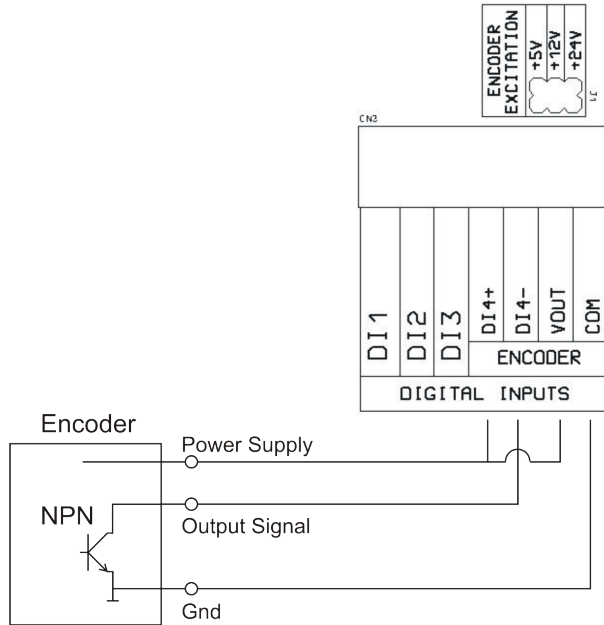 ENCODER
EXCITATION
+5V
+12V
+24V
J1
CN3
DI1
DI2
DI3
DI4+
DI4-
VOUT
COM
ENCODER
DIGITAL INPUTS
Encoder
Power Supply
NPN
Output Signal
Gnd